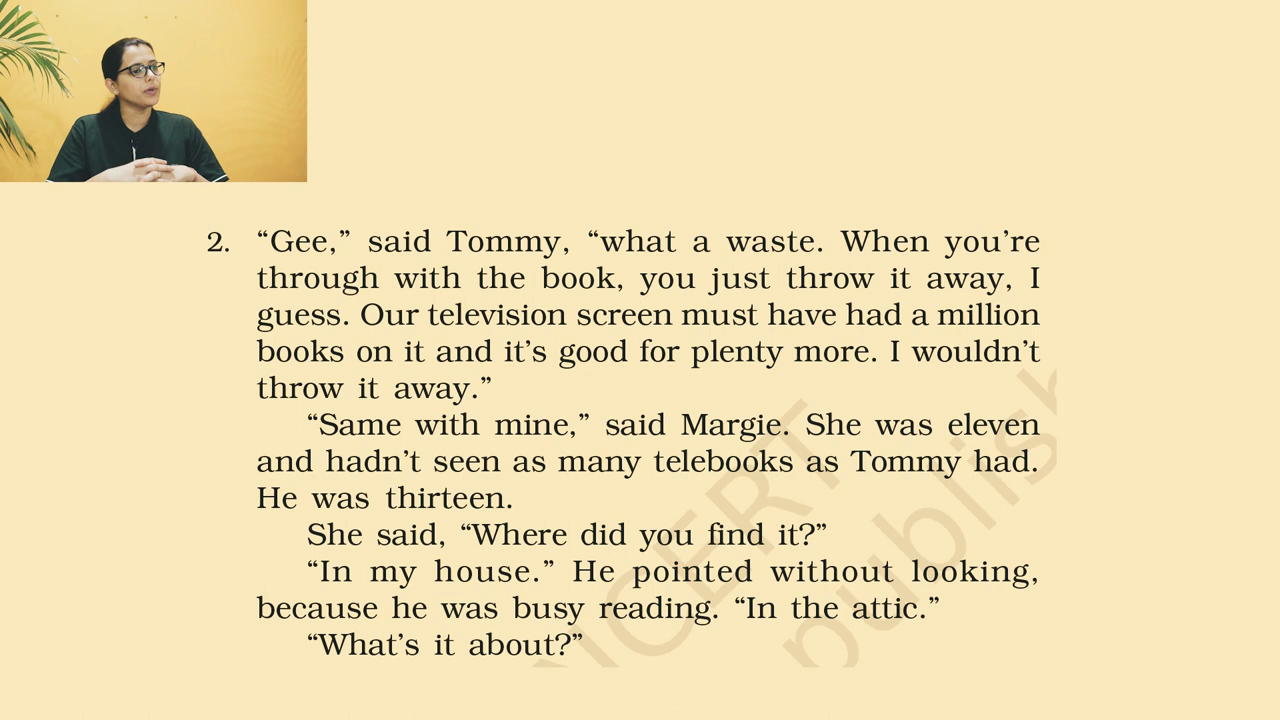 2. “Gee,” said Tommy, “what a waste. When you’re
through with the book, you just throw it away, I
guess. Our television screen must have had a million
books on it and it’s good for plenty more. I wouldn’t
throw it away.”
“Same with mine,” said Margie. She was eleven
and hadn’t seen as many telebooks as Tommy had.
He was thirteen.
She said, “Where did you find it?”
“In my house.” He pointed without looking,
because he was busy reading. “In the attic.”
“What’s it about?”
NCERT
publish